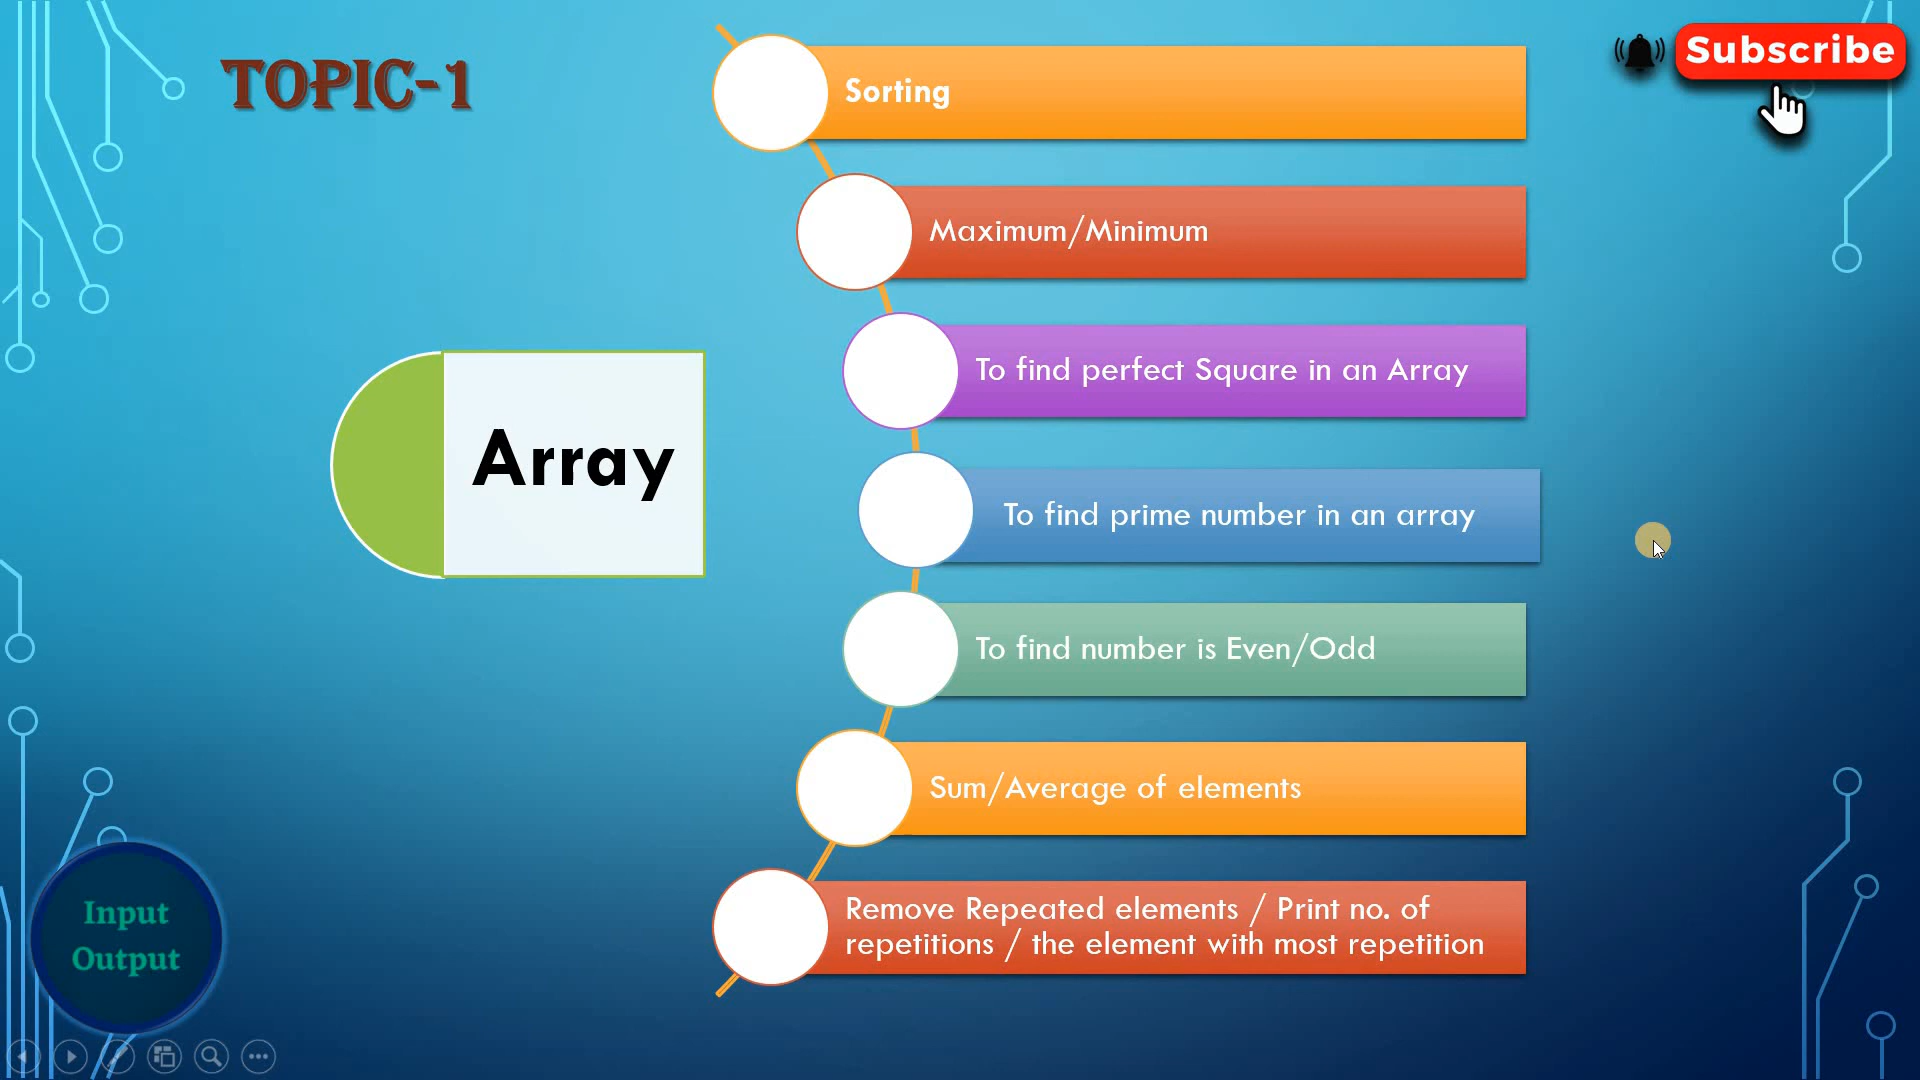 TOPIC-1
Subscribe
Array
Sorting
Maximum/Minimum
To find perfect Square in an Array
To find prime number in an array
To find number is Even/Odd
Sum/Average of elements
Remove Repeated elements / Print no. of
repetitions / the element with most repetition
Input
Output